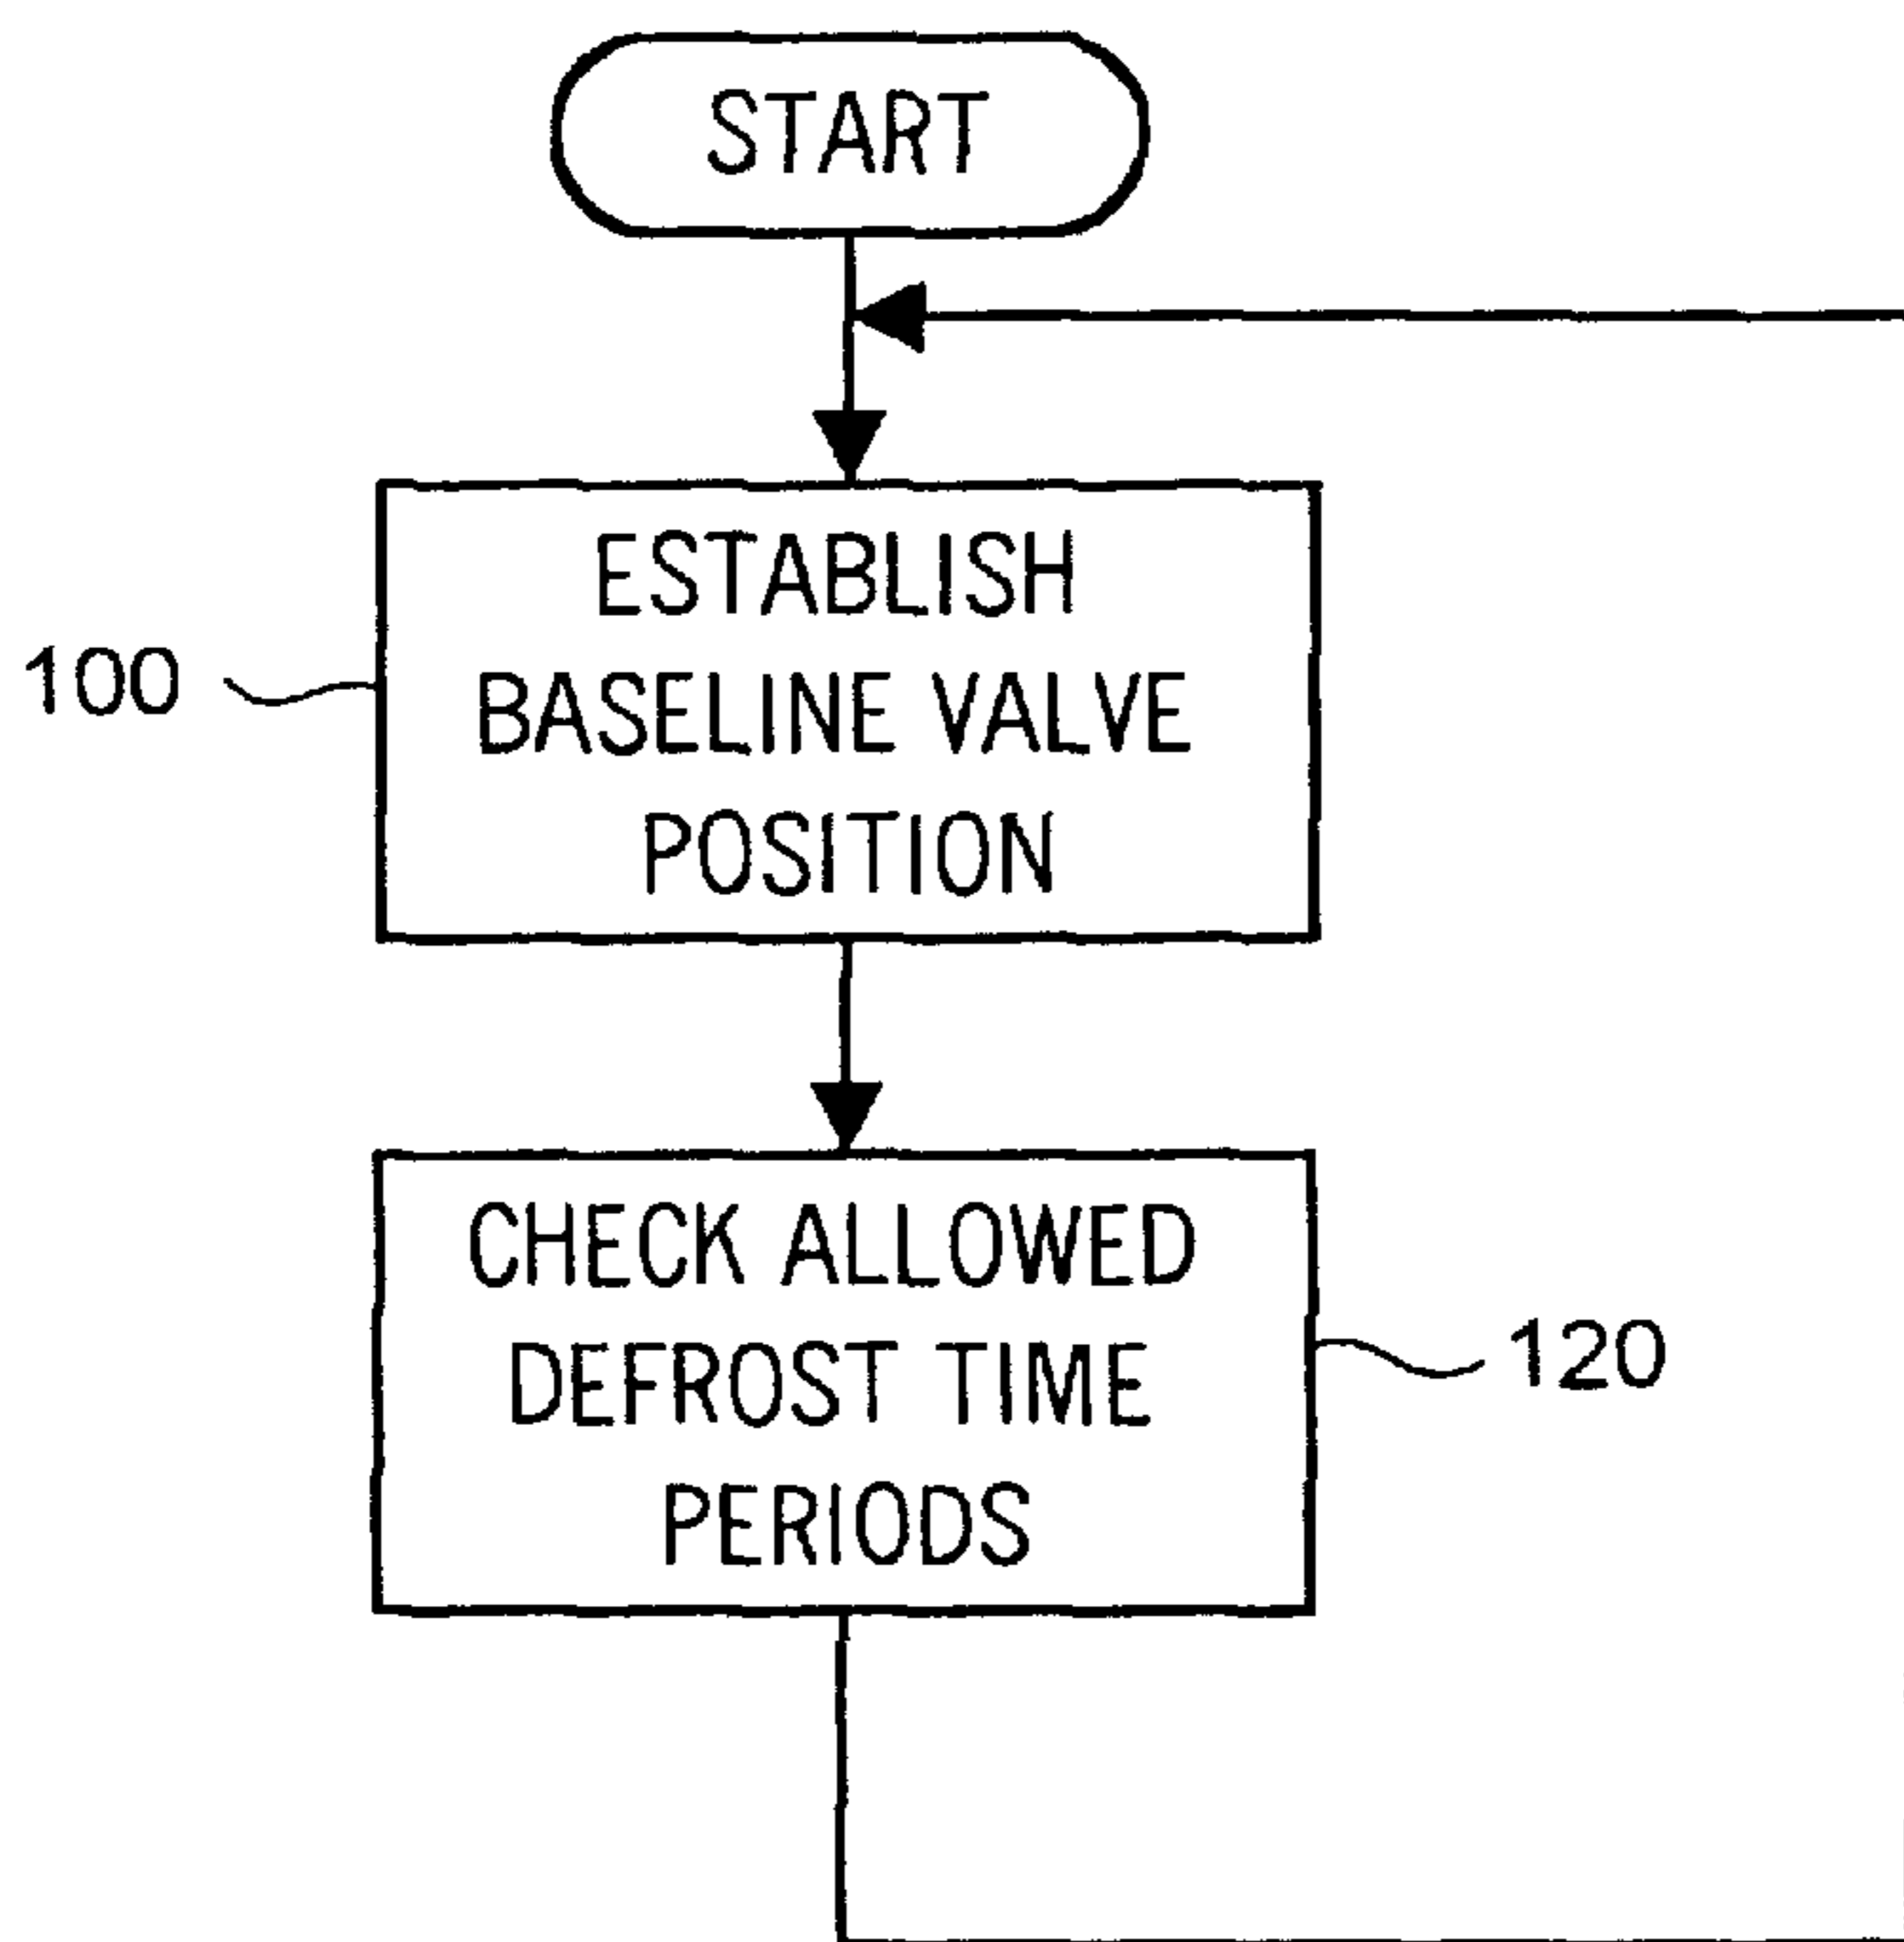 START
ESTABLISH
BASELINE VALVE
POSITION
100
CHECK ALLOWED
DEFROST TIME
PERIODS
120